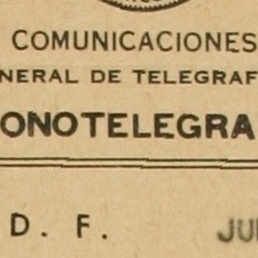 COMUNICACIONES
NERAL DE TELEGRAF
ONOTELEGRA
D. F. JU